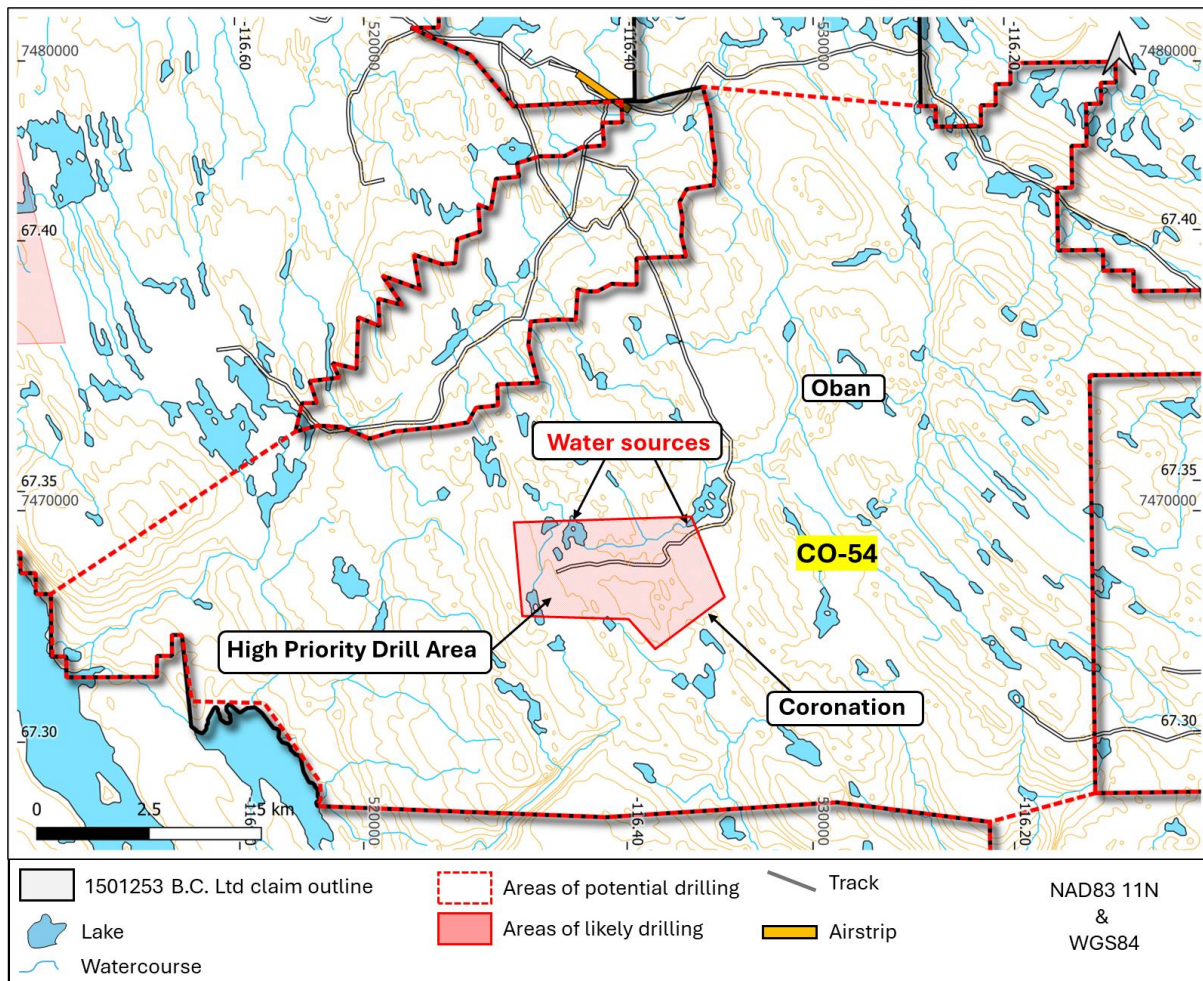 7480000
-116.60
520000
-116.40
530000
-116.20
7480000
67.40
67.40
Oban
Water sources
67.35
7470000
67.35
7470000
CO-54
High Priority Drill Area
Coronation
67.30
67.30
0 2.5 5 km
-116
520000
-116.40
530000
-116.20
1501253 B.C. Ltd claim outline
Lake
Watercourse
Areas of potential drilling
Areas of likely drilling
Track
Airstrip
NAD83 11N
&
WGS84